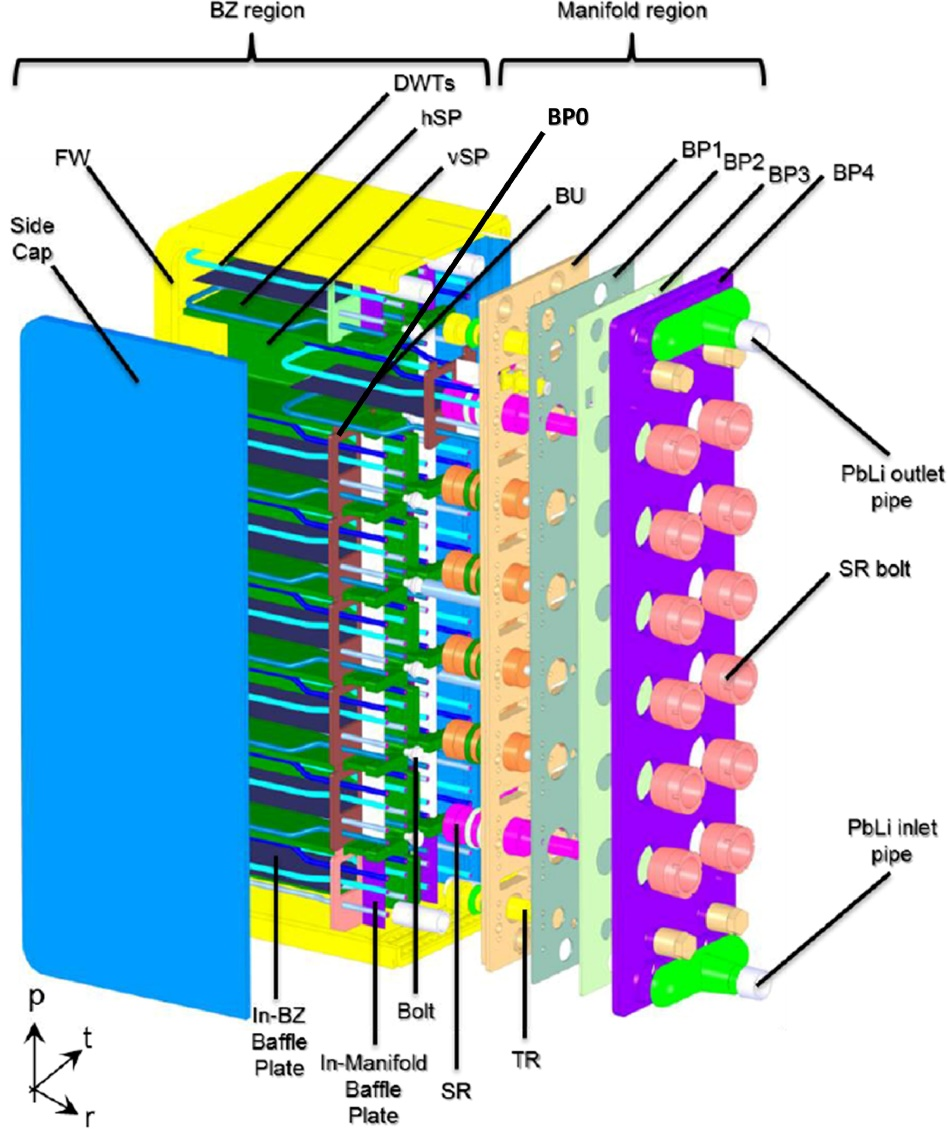 BZ region
Manifold region
DWTs
hSP
BP0
vSP
FW
BU
BP1
BP2
BP3
BP4
Side
Cap
PbLi outlet
pipe
SR bolt
PbLi inlet
pipe
p
t
r
In-BZ
Baffle
Plate
In-Manifold
Baffle
Plate
Bolt
SR
TR